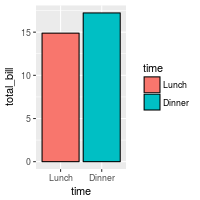 total_bill
15
10
5
0
Lunch Dinner
time
time
Lunch
Dinner